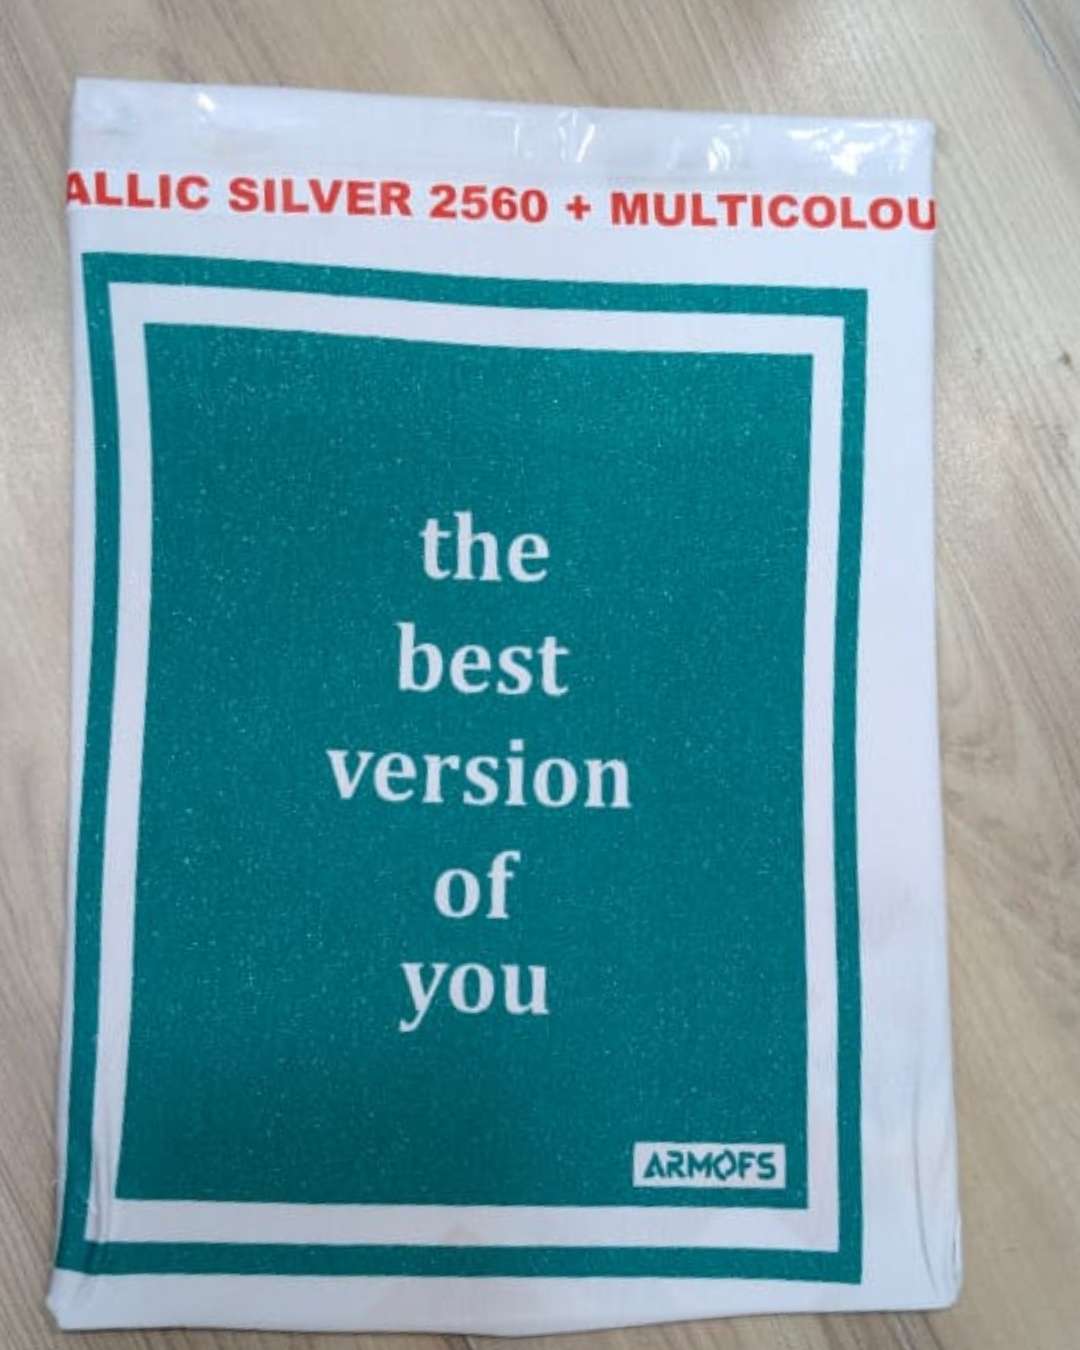 ALLIC SILVER 2560 + MULTICOLOU
the
best
version
of
you
ARMOFS